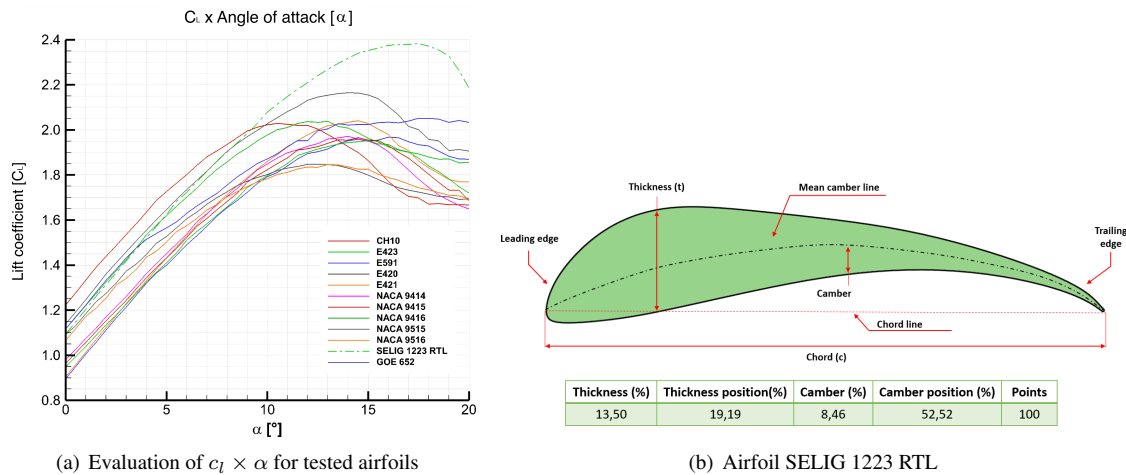 Cʟ x Angle of attack [α]
Lift coefficient [Cʟ]
2.4
2.2
2.0
1.8
1.6
1.4
1.2
1.0
0.8
0
5
10
15
20
α [°]
CH10
E423
E591
E420
E421
NACA 9414
NACA 9415
NACA 9416
NACA 9515
NACA 9516
SELIG 1223 RTL
GOE 652
(a) Evaluation of cₗ × α for tested airfoils
Thickness (t)
Mean camber line
Leading edge
Trailing
edge
Camber
Chord line
Chord (c)
Thickness (%) Thickness position(%) Camber (%) Camber position (%) Points
13,50 19,19 8,46 52,52 100
(b) Airfoil SELIG 1223 RTL